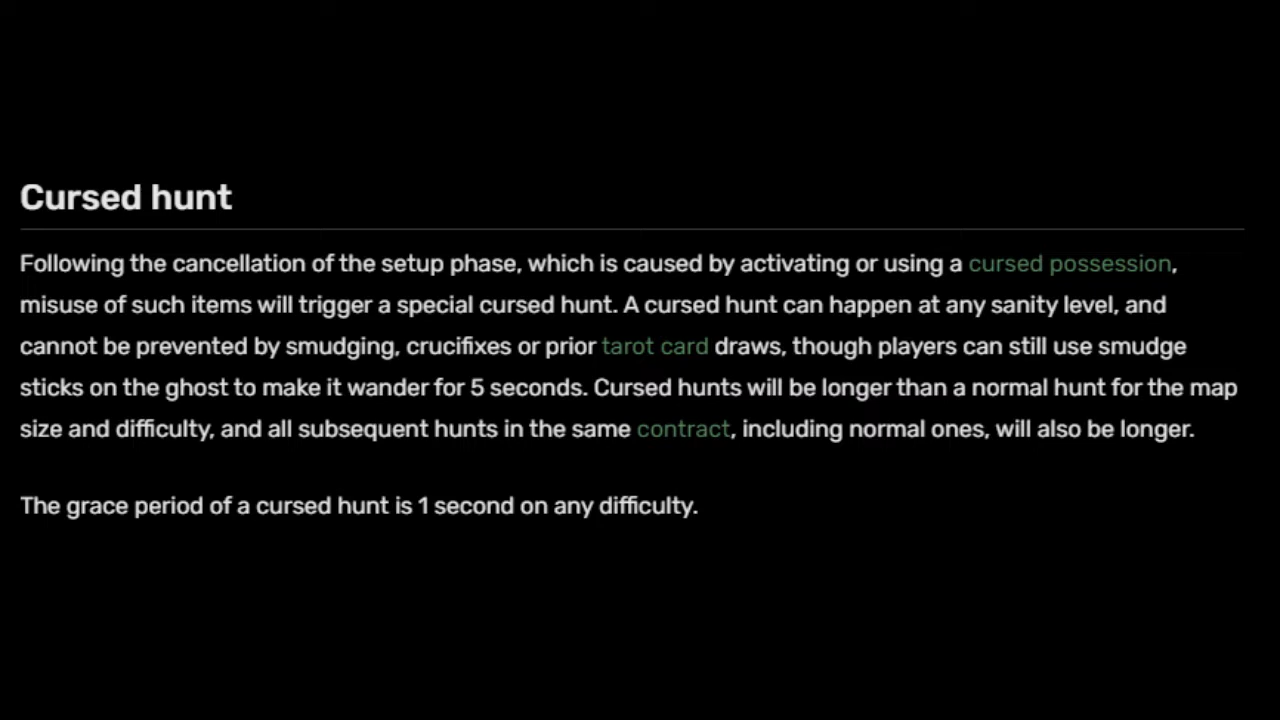 Cursed hunt
Following the cancellation of the setup phase, which is caused by activating or using a cursed possession,
misuse of such items will trigger a special cursed hunt. A cursed hunt can happen at any sanity level, and
cannot be prevented by smudging, crucifixes or prior tarot card draws, though players can still use smudge
sticks on the ghost to make it wander for 5 seconds. Cursed hunts will be longer than a normal hunt for the map
size and difficulty, and all subsequent hunts in the same contract, including normal ones, will also be longer.
The grace period of a cursed hunt is 1 second on any difficulty.